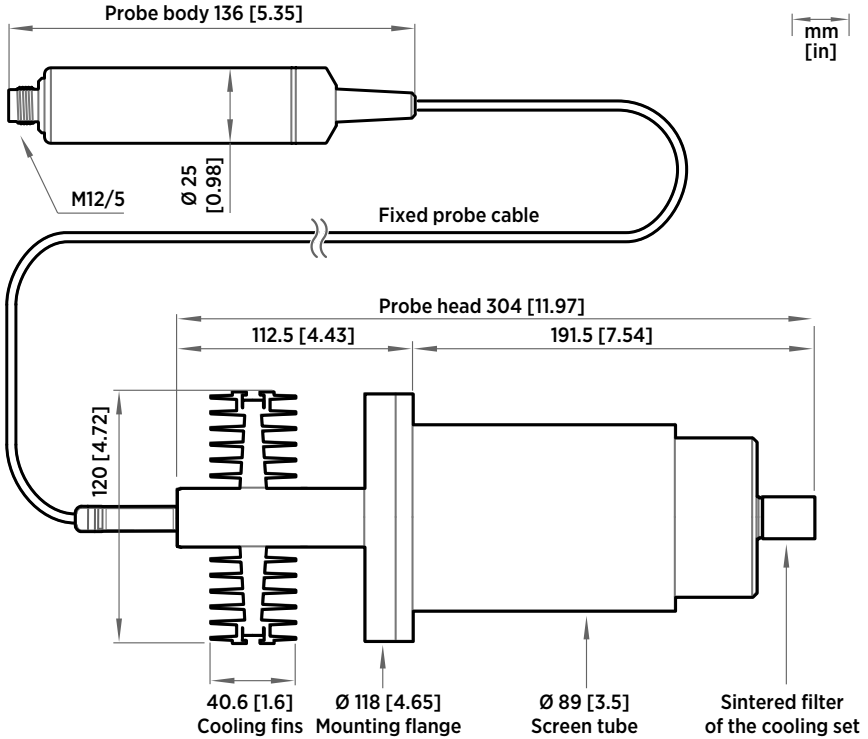 Probe body 136 [5.35]
mm
[in]
Ø 25
[0.98]
M12/5
Fixed probe cable
Probe head 304 [11.97]
112.5 [4.43]
191.5 [7.54]
120 [4.72]
40.6 [1.6]
Cooling fins
Ø 118 [4.65]
Mounting flange
Ø 89 [3.5]
Screen tube
Sintered filter
of the cooling set